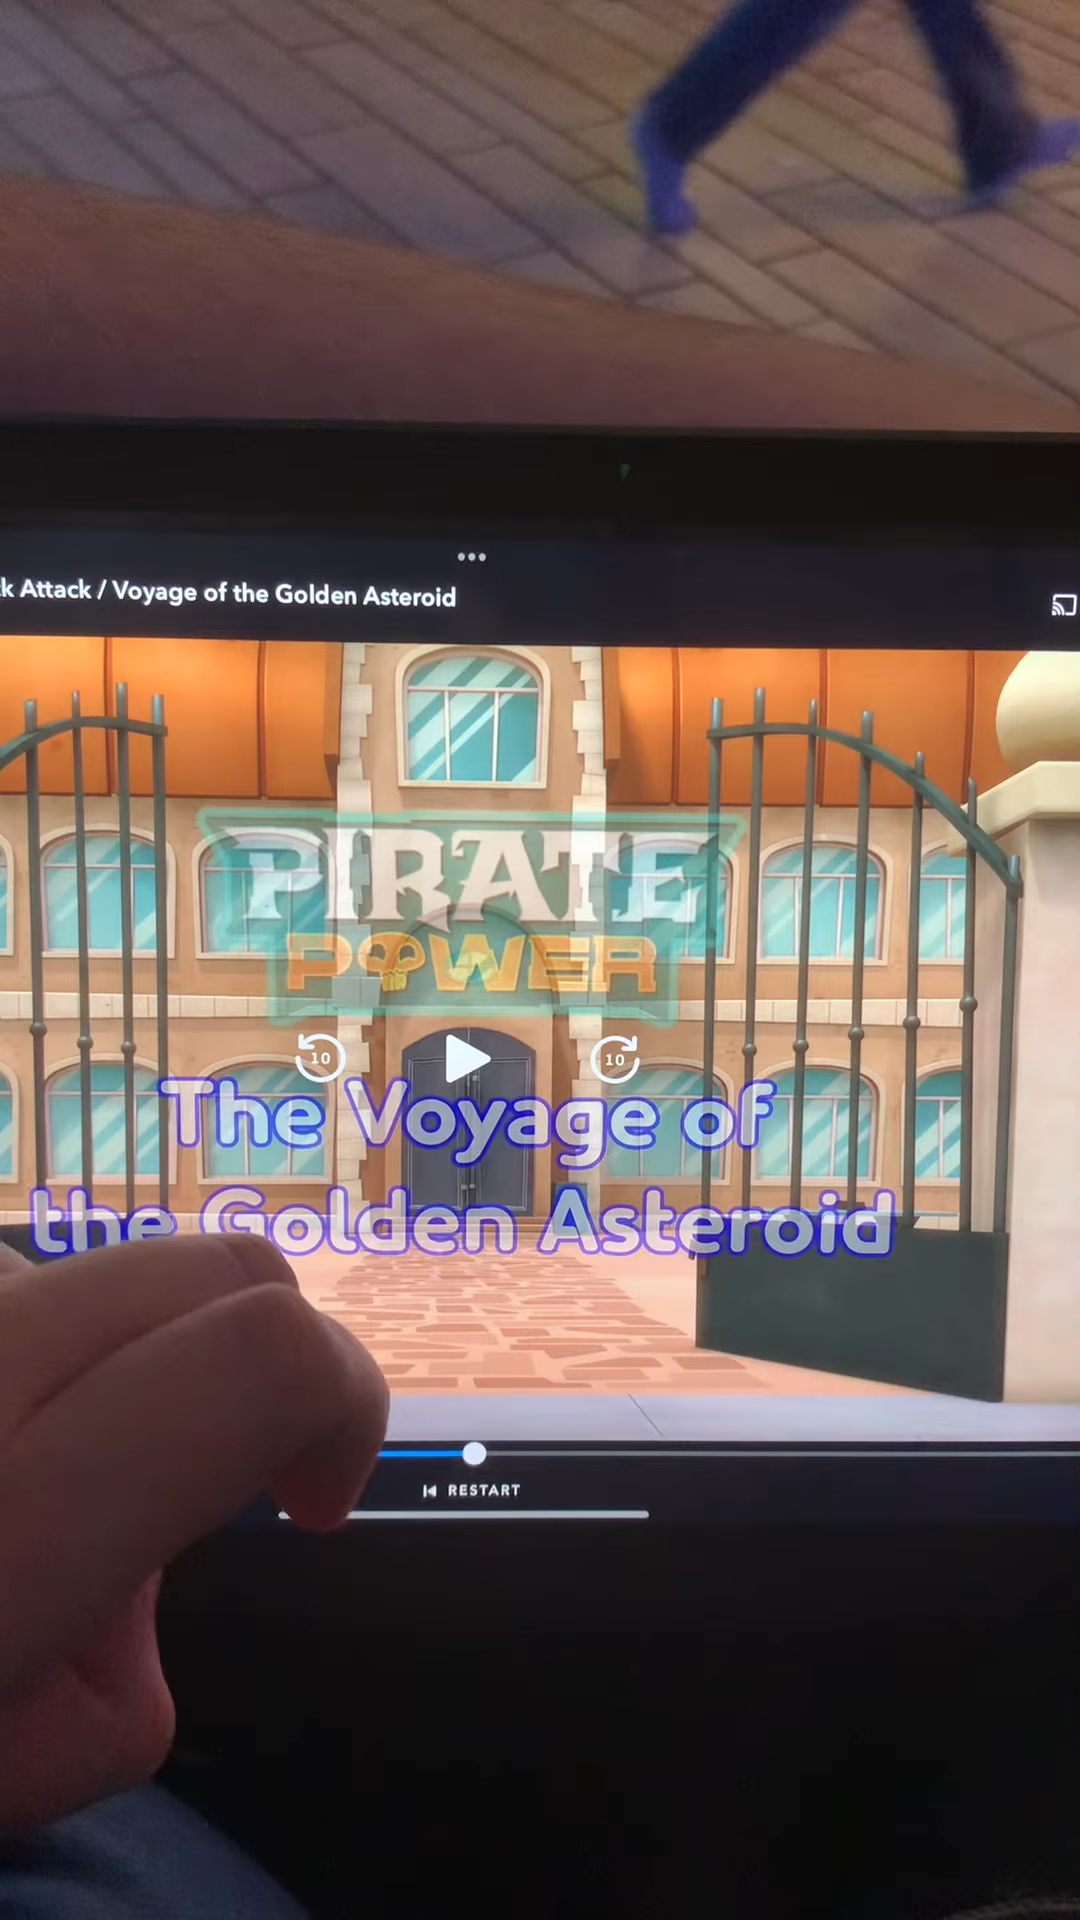 Attack / Voyage of the Golden Asteroid
PIRATE
POWER
10
10
The Voyage of
the Golden Asteroid
RESTART